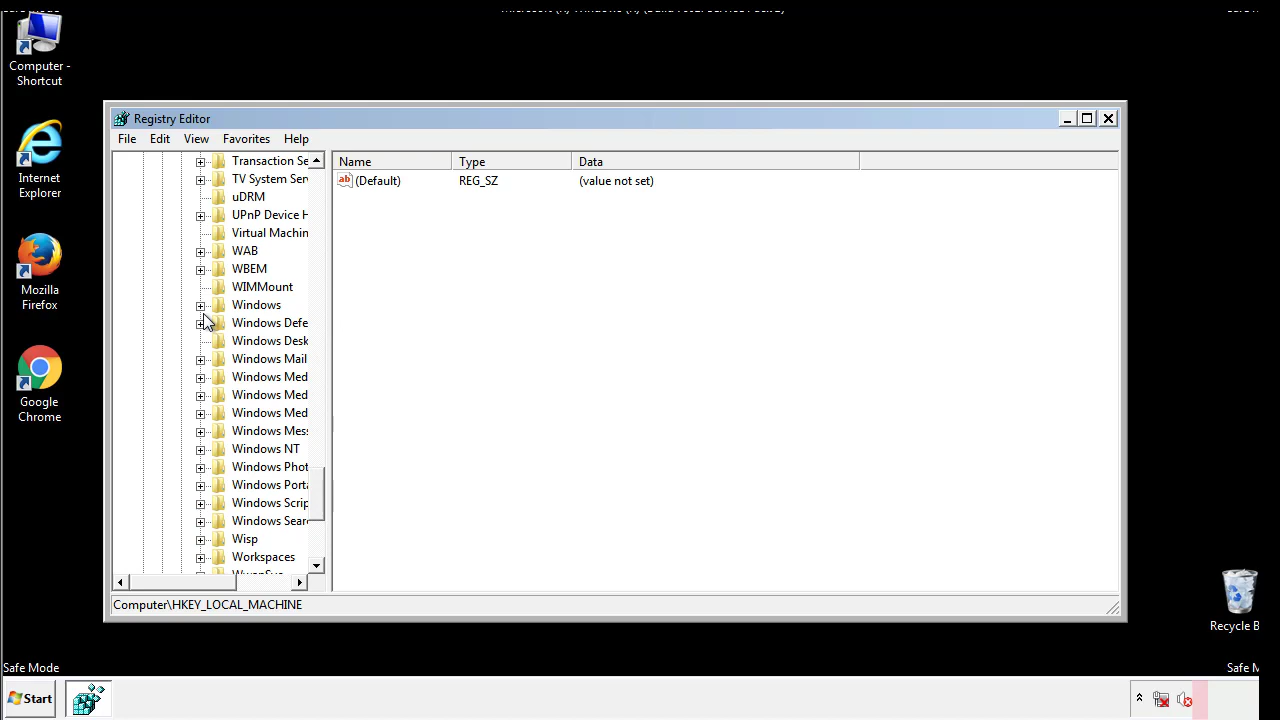 Computer -
Shortcut
Internet
Explorer
Mozilla
Firefox
Google
Chrome
Registry Editor
File Edit View Favorites Help
Transaction Se
TV System Serv
uDRM
UPnP Device H
Virtual Machin
WAB
WBEM
WIMMount
Windows
Windows Defe
Windows Desk
Windows Mail
Windows Med
Windows Med
Windows Med
Windows Mess
Windows NT
Windows Phot
Windows Porta
Windows Scrip
Windows Sear
Wisp
Workspaces
Name Type Data
ab (Default) REG_SZ (value not set)
Computer\HKEY_LOCAL_MACHINE
Recycle B
Safe Mode
Safe M
Start